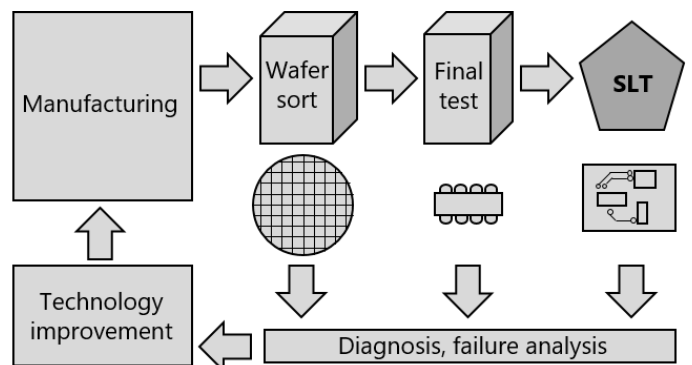 Manufacturing
Wafer
sort
Final
test
SLT
Technology
improvement
Diagnosis, failure analysis